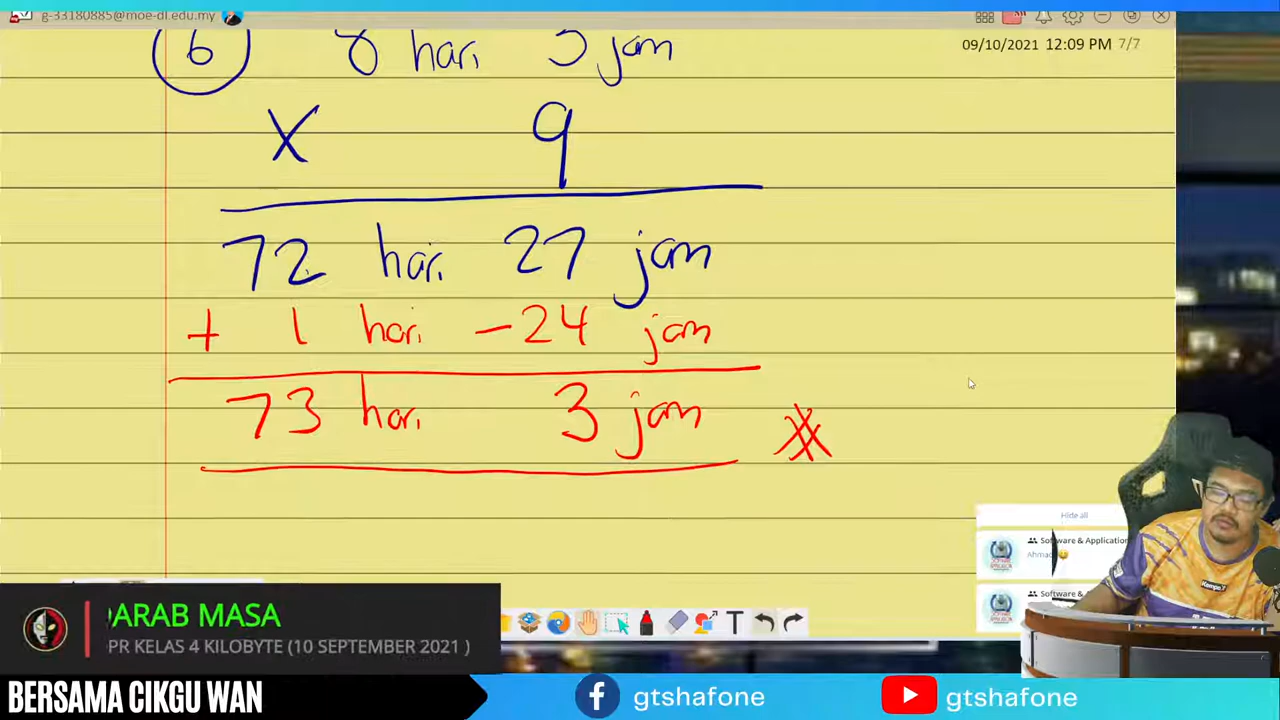 g-33180885@moe-dl.edu.my
09/10/2021 12:09 PM 7/7
6 8 hari 3 jam
X 9
72 hari 27 jam
+ 1 hari - 24 jam
73 hari 3 jam
Hide all
Software & Application
Ahmad
DARAB MASA
PR KELAS 4 KILOBYTE (10 SEPTEMBER 2021 )
BERSAMA CIKGU WAN
gtshafone
gtshafone